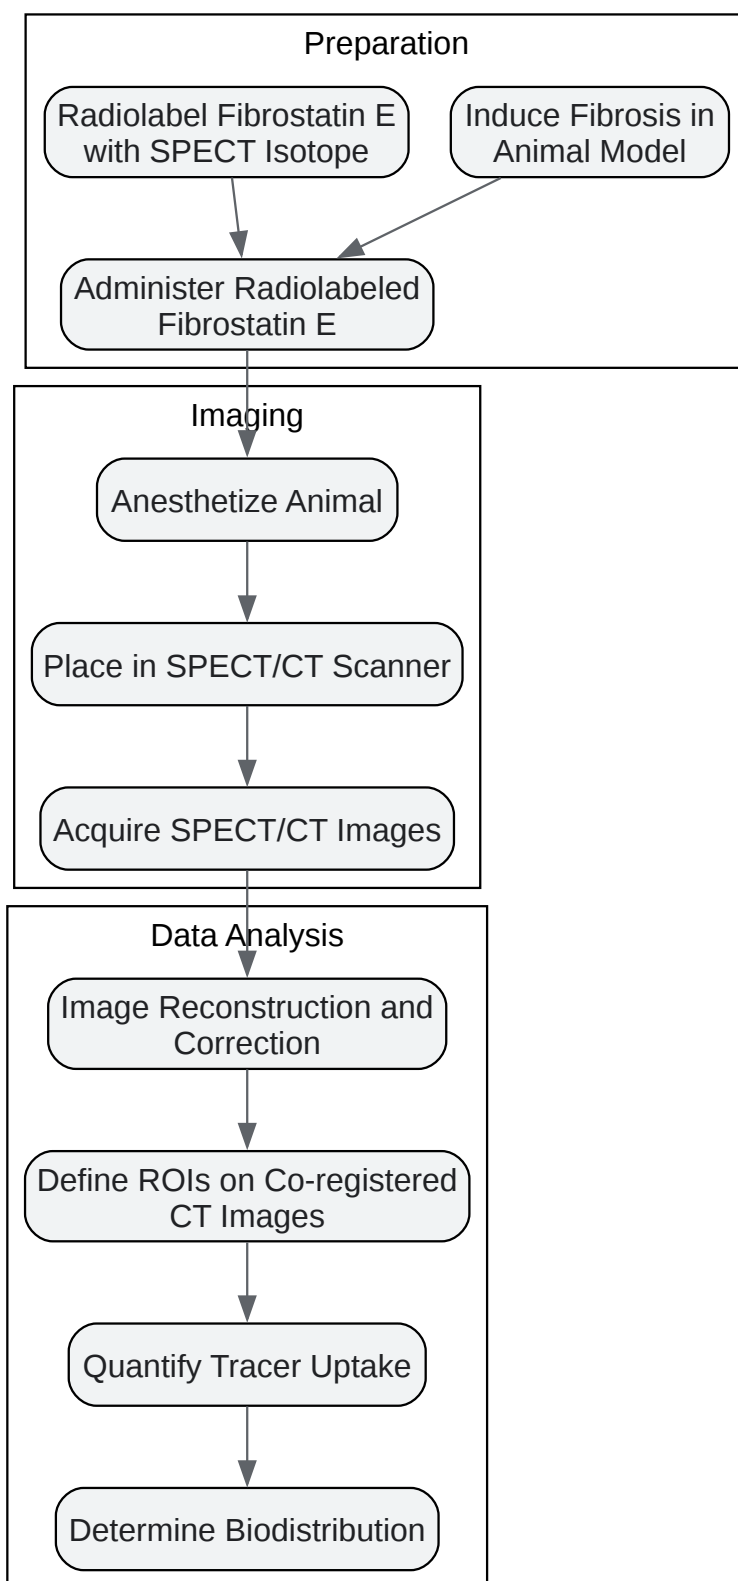 Preparation
Radiolabel Fibrostatin E
with SPECT Isotope
Induce Fibrosis in
Animal Model
Administer Radiolabeled
Fibrostatin E
Imaging
Anesthetize Animal
Place in SPECT/CT Scanner
Acquire SPECT/CT Images
Data Analysis
Image Reconstruction and
Correction
Define ROIs on Co-registered
CT Images
Quantify Tracer Uptake
Determine Biodistribution